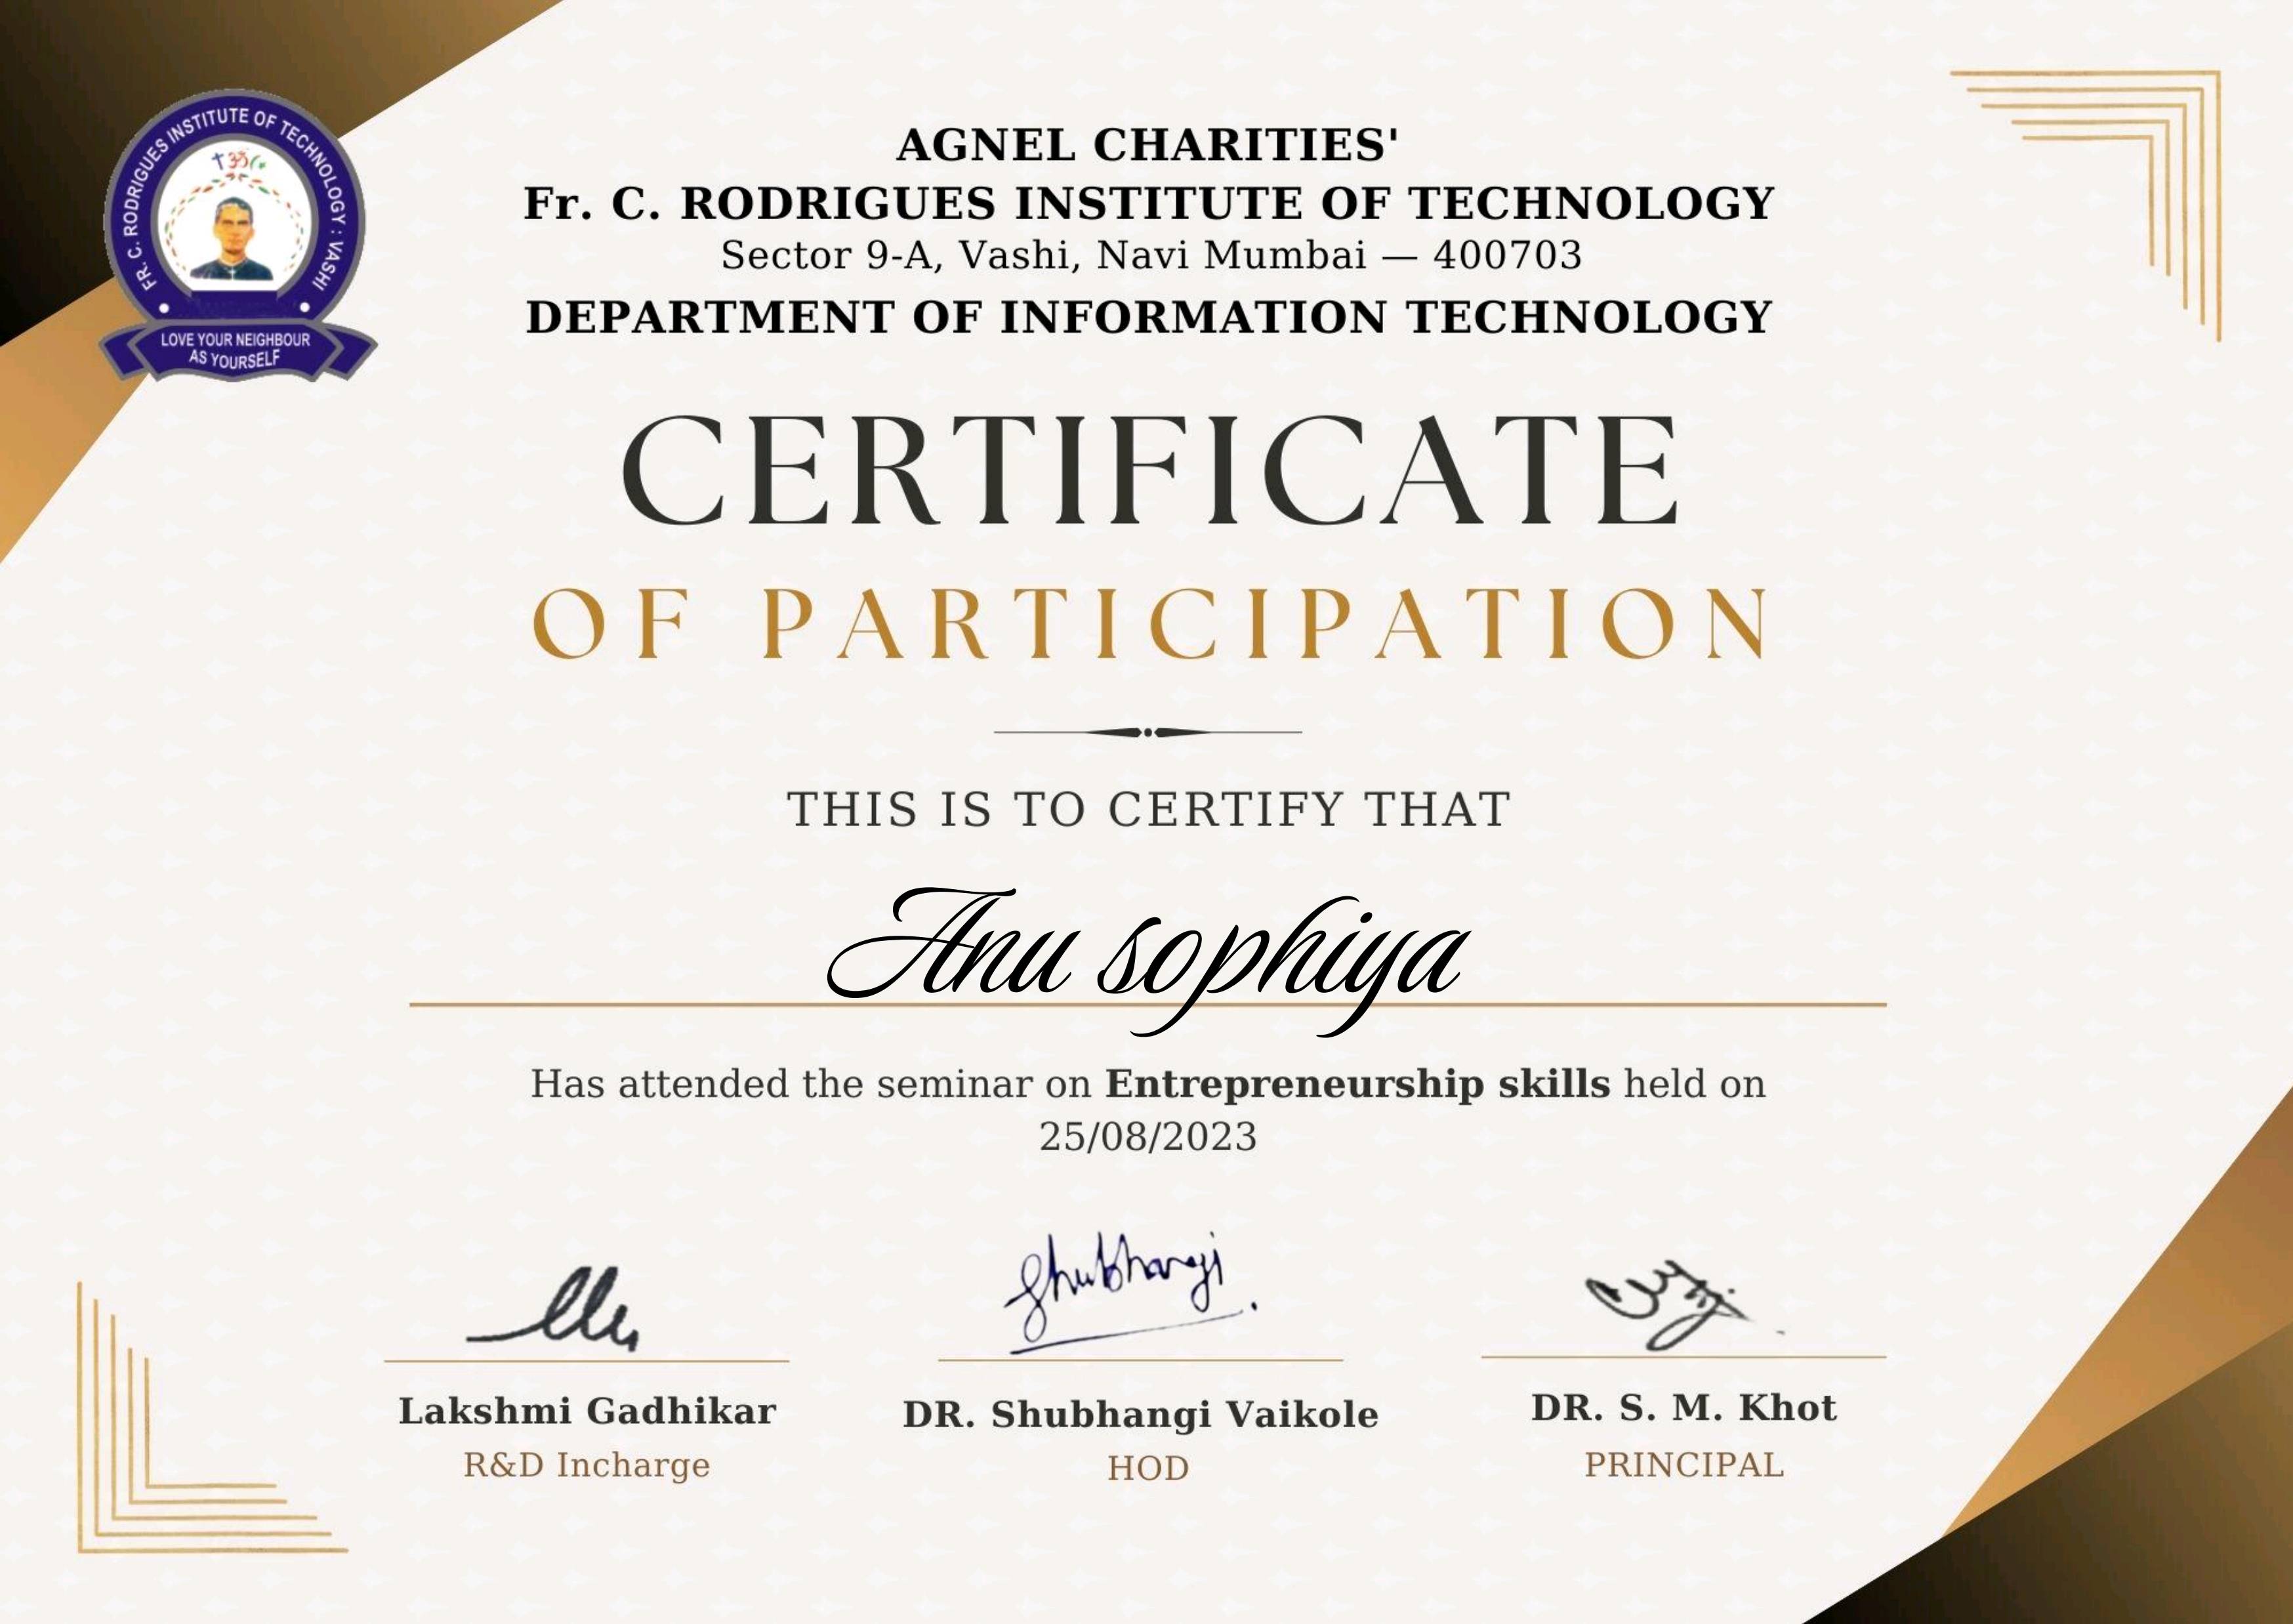 FR. C. RODRIGUES INSTITUTE OF TECHNOLOGY : VASHI
LOVE YOUR NEIGHBOUR
AS YOURSELF
AGNEL CHARITIES'
Fr. C. RODRIGUES INSTITUTE OF TECHNOLOGY
Sector 9-A, Vashi, Navi Mumbai — 400703
DEPARTMENT OF INFORMATION TECHNOLOGY
CERTIFICATE
OF PARTICIPATION
THIS IS TO CERTIFY THAT
Anu sophiya
Has attended the seminar on Entrepreneurship skills held on
25/08/2023
Shubhangi
Lakshmi Gadhikar
R&D Incharge
DR. Shubhangi Vaikole
HOD
DR. S. M. Khot
PRINCIPAL